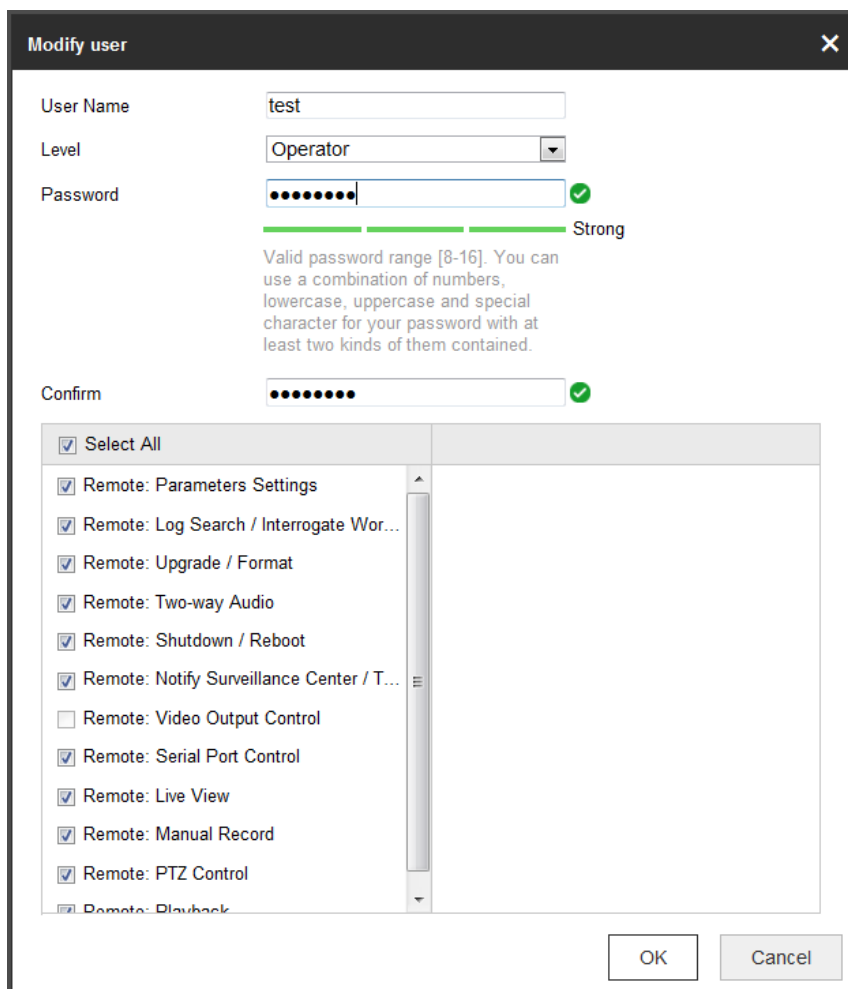 Modify user
User Name test
Level Operator
Password ••••••••
Strong
Valid password range [8-16]. You can
use a combination of numbers,
lowercase, uppercase and special
character for your password with at
least two kinds of them contained.
Confirm ••••••••
Select All
Remote: Parameters Settings
Remote: Log Search / Interrogate Wor...
Remote: Upgrade / Format
Remote: Two-way Audio
Remote: Shutdown / Reboot
Remote: Notify Surveillance Center / T...
Remote: Video Output Control
Remote: Serial Port Control
Remote: Live View
Remote: Manual Record
Remote: PTZ Control
Remote: Playback
OK Cancel